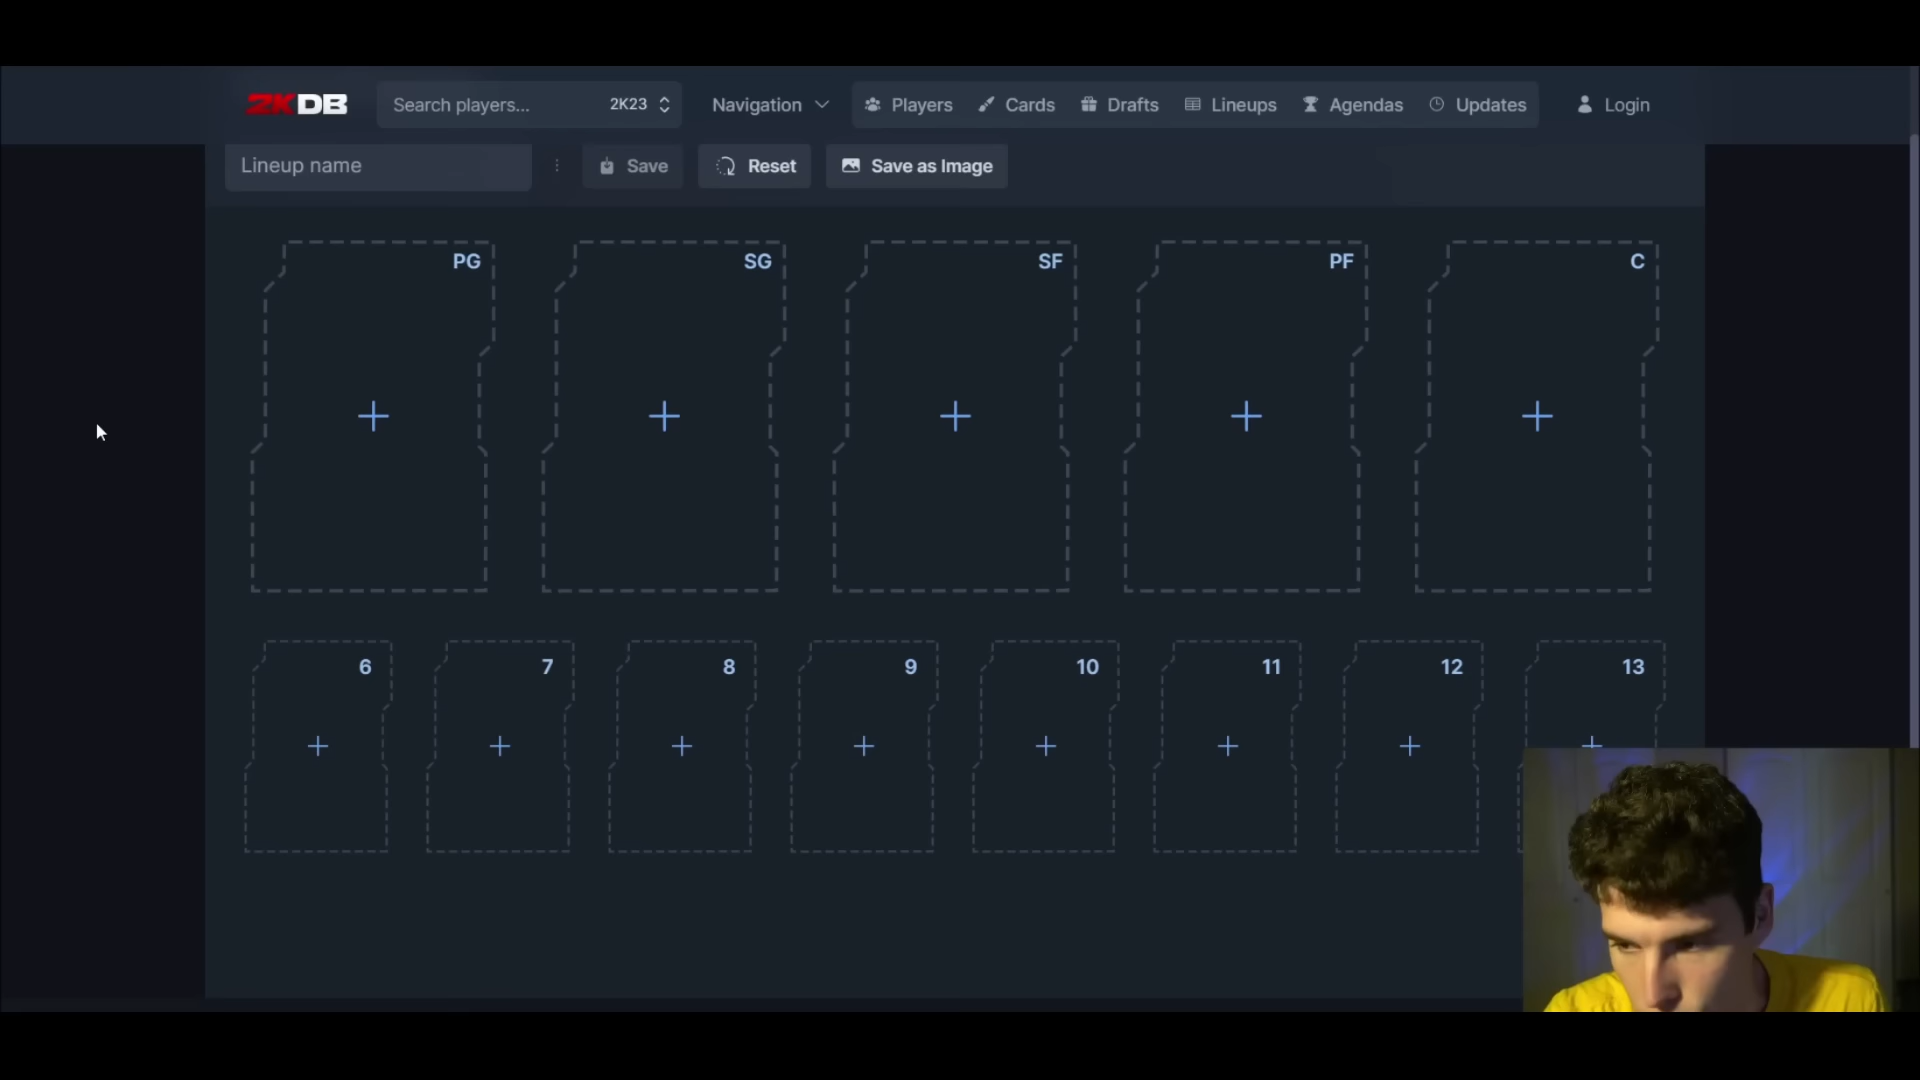 2KDB Search players... 2K23 Navigation Players Cards Drafts Lineups Agendas Updates Login
Lineup name Save Reset Save as Image
PG SG SF PF C
6 7 8 9 10 11 12 13